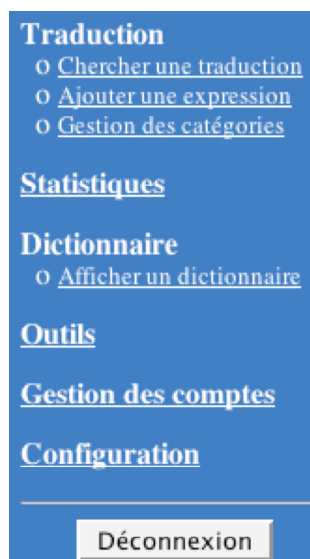 Traduction
o Chercher une traduction
o Ajouter une expression
o Gestion des catégories
Statistiques
Dictionnaire
o Afficher un dictionnaire
Outils
Gestion des comptes
Configuration
Déconnexion